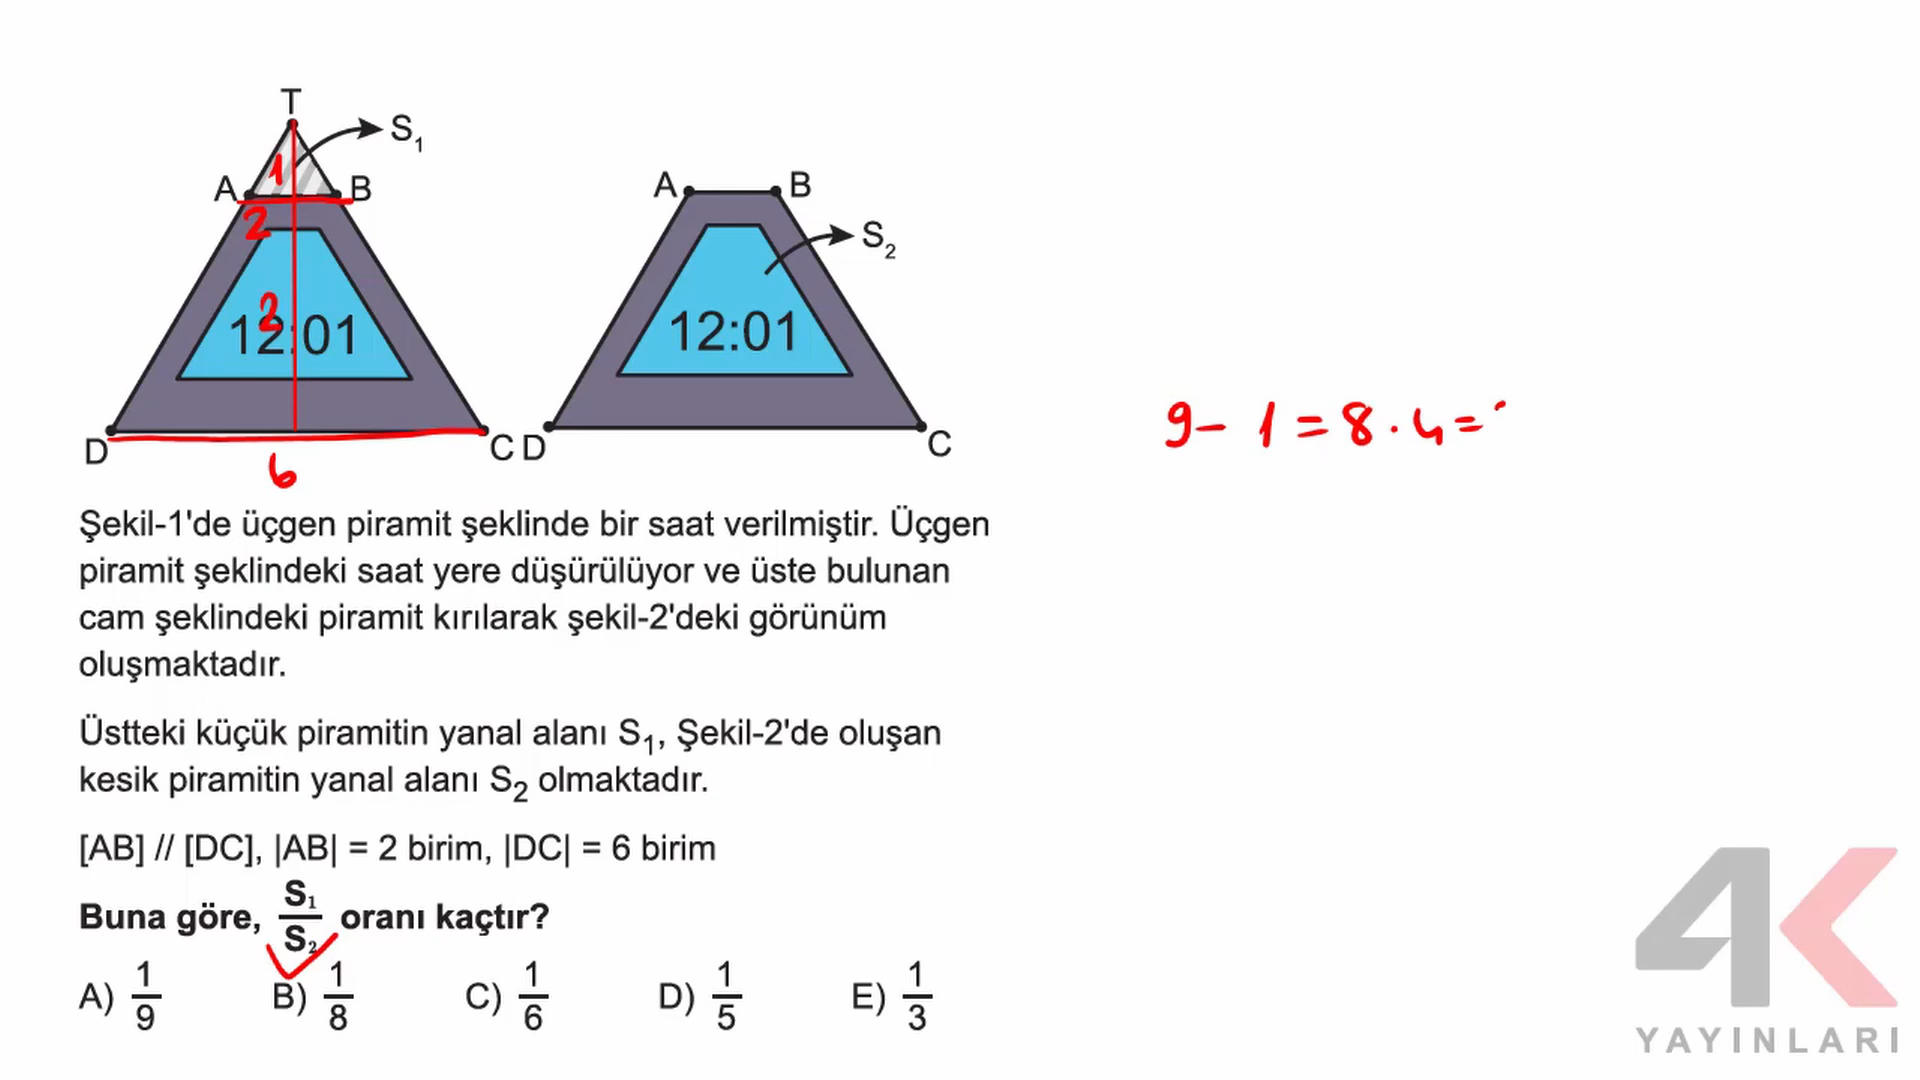 T
S₁
A B
1
2
2
12:01
D C
6
A B
S₂
12:01
D C
9 - 1 = 8 . 4 =
Şekil-1'de üçgen piramit şeklinde bir saat verilmiştir. Üçgen
piramit şeklindeki saat yere düşürülüyor ve üste bulunan
cam şeklindeki piramit kırılarak şekil-2'deki görünüm
oluşmaktadır.
Üstteki küçük piramitin yanal alanı S₁, Şekil-2'de oluşan
kesik piramitin yanal alanı S₂ olmaktadır.
[AB] // [DC], |AB| = 2 birim, |DC| = 6 birim
Buna göre, S₁/S₂ oranı kaçtır?
A) 1/9 B) 1/8 C) 1/6 D) 1/5 E) 1/3
4K
YAYINLARI